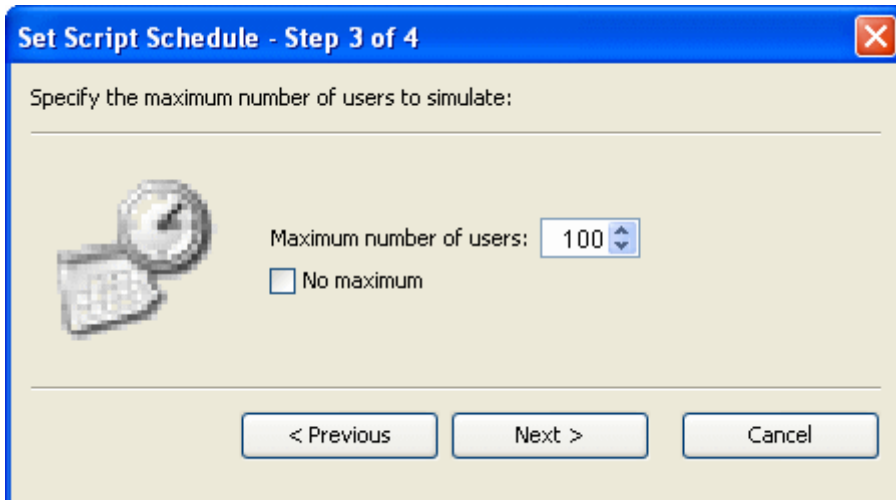 Set Script Schedule - Step 3 of 4
Specify the maximum number of users to simulate:
Maximum number of users: 100
No maximum
< Previous Next > Cancel